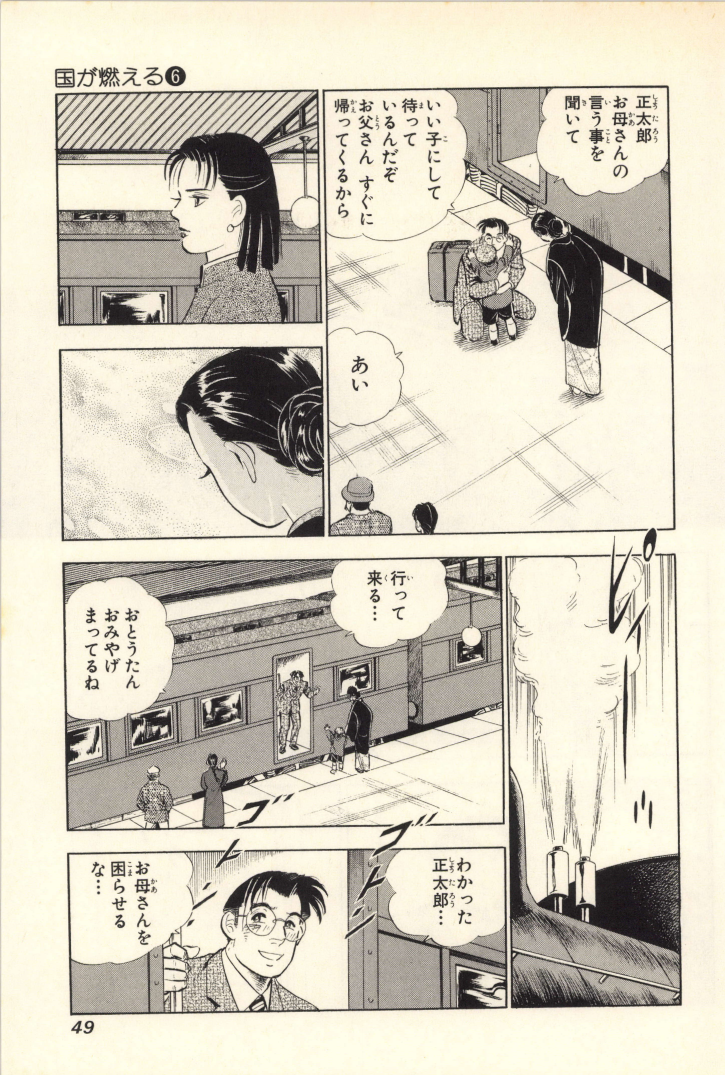 国が燃える❻
正太郎
お母さんの
言う事を
聞いて
いい子にして
待って
いるんだぞ
お父さん すぐに
帰ってくるから
あい
ポーッ
行って
来る…
おとうたん
おみやげ
まってるね
ゴトン
ゴトン
わかった
正太郎…
お母さんを
困らせる
な…
49